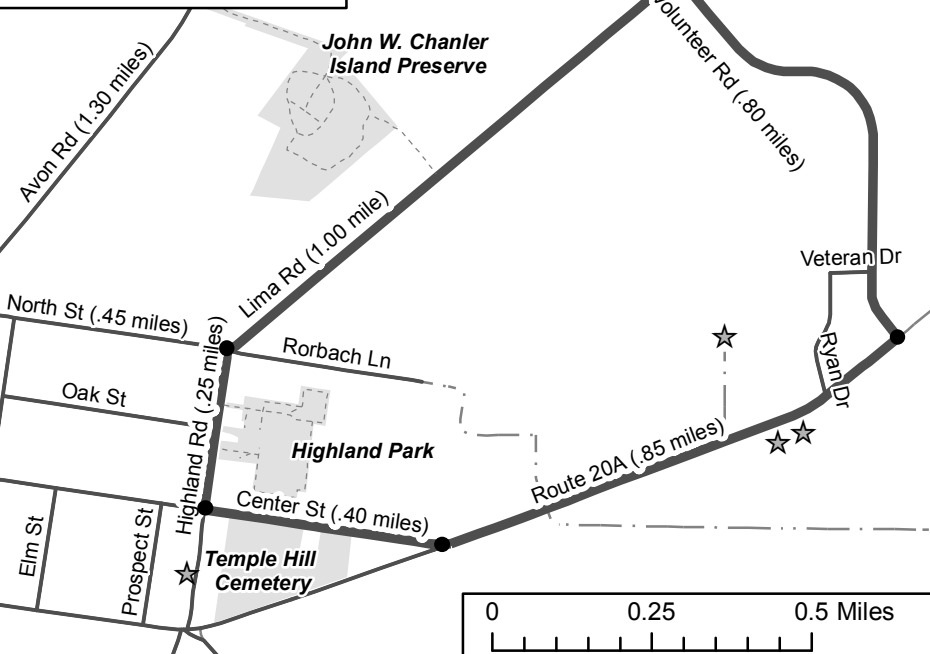 John W. Chanler
Island Preserve
Volunteer Rd (.80 miles)
Avon Rd (1.30 miles)
Lima Rd (1.00 mile)
Veteran Dr
North St (.45 miles)
Rorbach Ln
Ryan Dr
Oak St
Highland Rd (.25 miles)
Highland Park
Route 20A (.85 miles)
Center St (.40 miles)
Elm St
Prospect St
Temple Hill
Cemetery
0 0.25 0.5 Miles